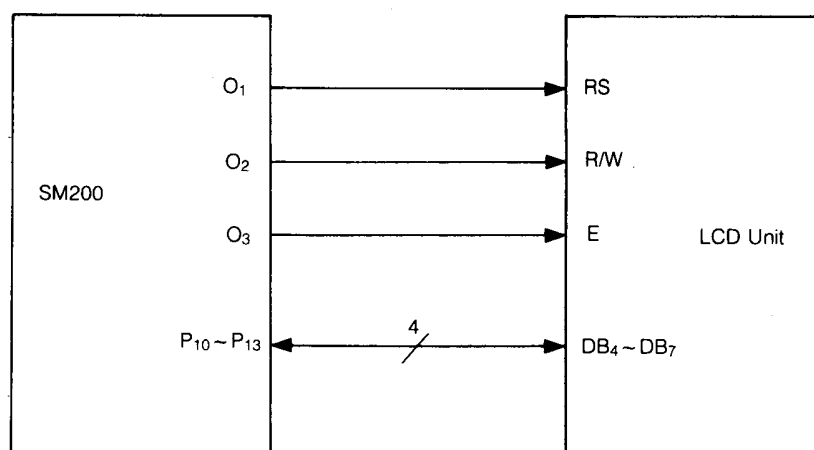 O₁ RS
O₂ R/W
SM200
O₃ E LCD Unit
4
P₁₀~P₁₃ DB₄~DB₇